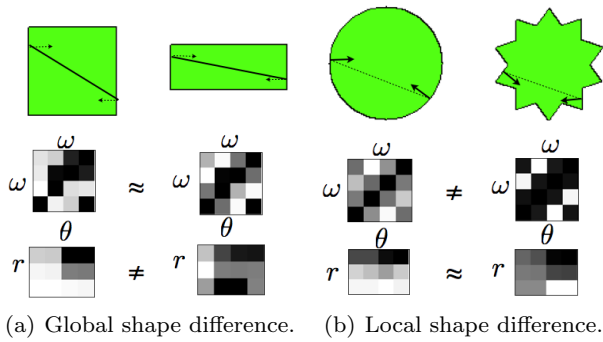 ω ω ω ω
ω ≈ ω ≠
θ θ θ θ
r ≠ r ≈ r
(a) Global shape difference. (b) Local shape difference.